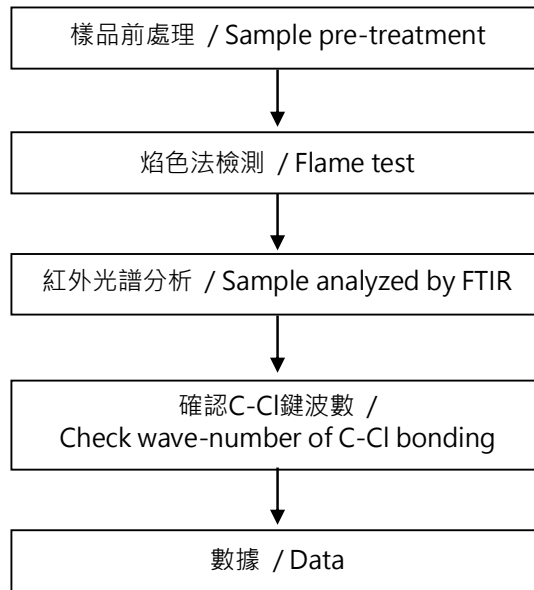 樣品前處理 / Sample pre-treatment
焰色法檢測 / Flame test
紅外光譜分析 / Sample analyzed by FTIR
確認C-Cl鍵波數 /
Check wave-number of C-Cl bonding
數據 / Data